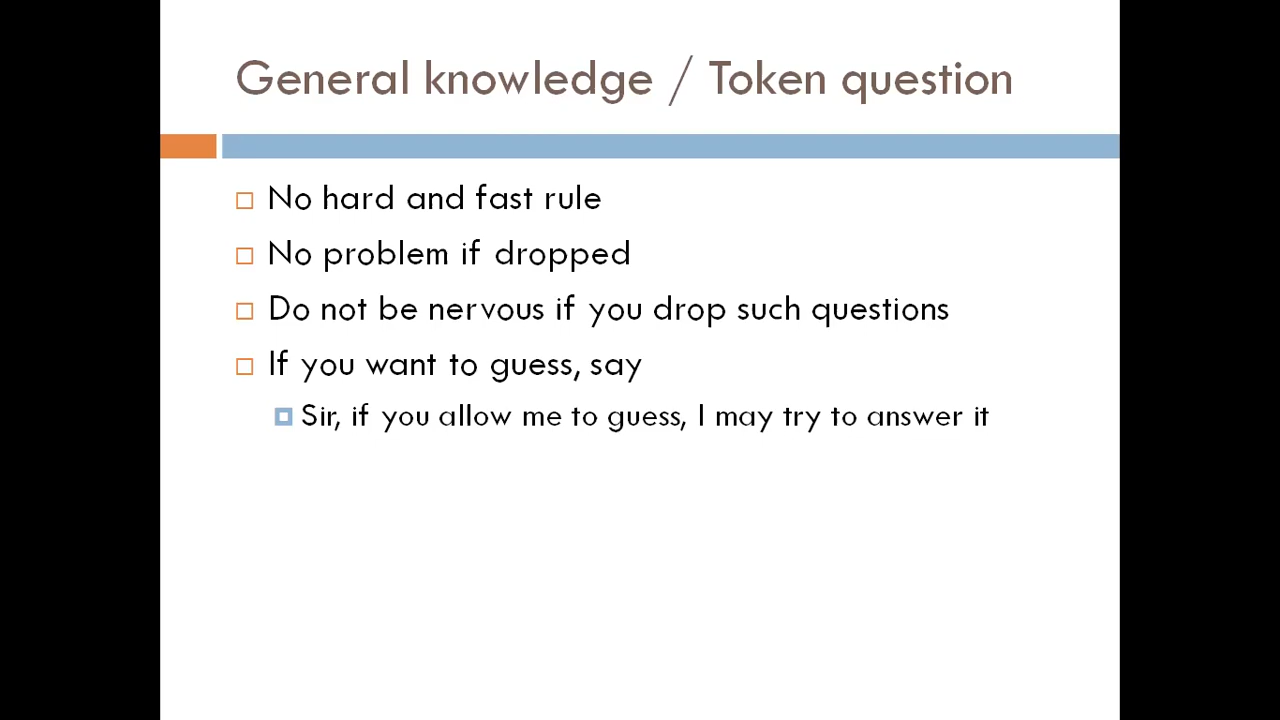 General knowledge / Token question
No hard and fast rule
No problem if dropped
Do not be nervous if you drop such questions
If you want to guess, say
Sir, if you allow me to guess, I may try to answer it